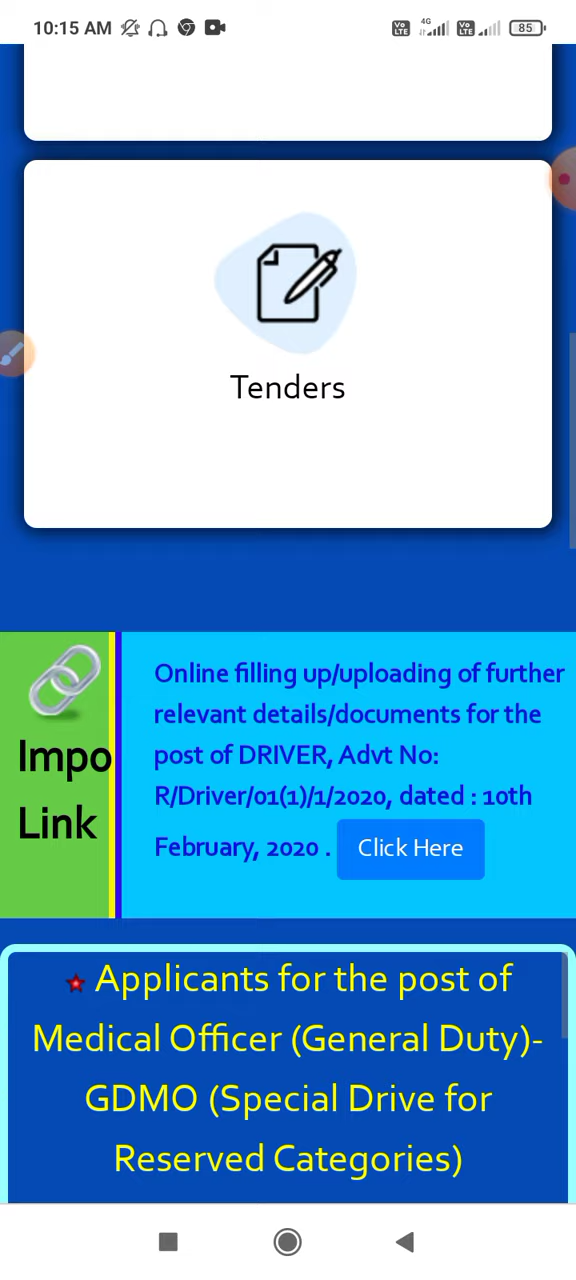 10:15 AM
4G
85
Tenders
Impo
Link
Online filling up/uploading of further
relevant details/documents for the
post of DRIVER, Advt No:
R/Driver/01(1)/1/2020, dated : 10th
February, 2020 . Click Here
Applicants for the post of
Medical Officer (General Duty)-
GDMO (Special Drive for
Reserved Categories)